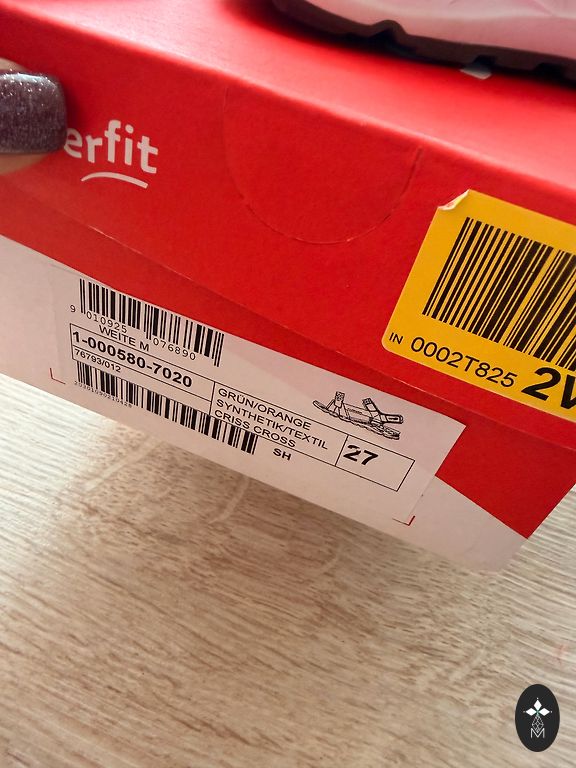 erfit
IN 0002T825 2
9 010925 076890
WEITE M
1-000580-7020
76793/012
GRÜN/ORANGE
SYNTHETIK/TEXTIL
CRISS CROSS
27
SH
M